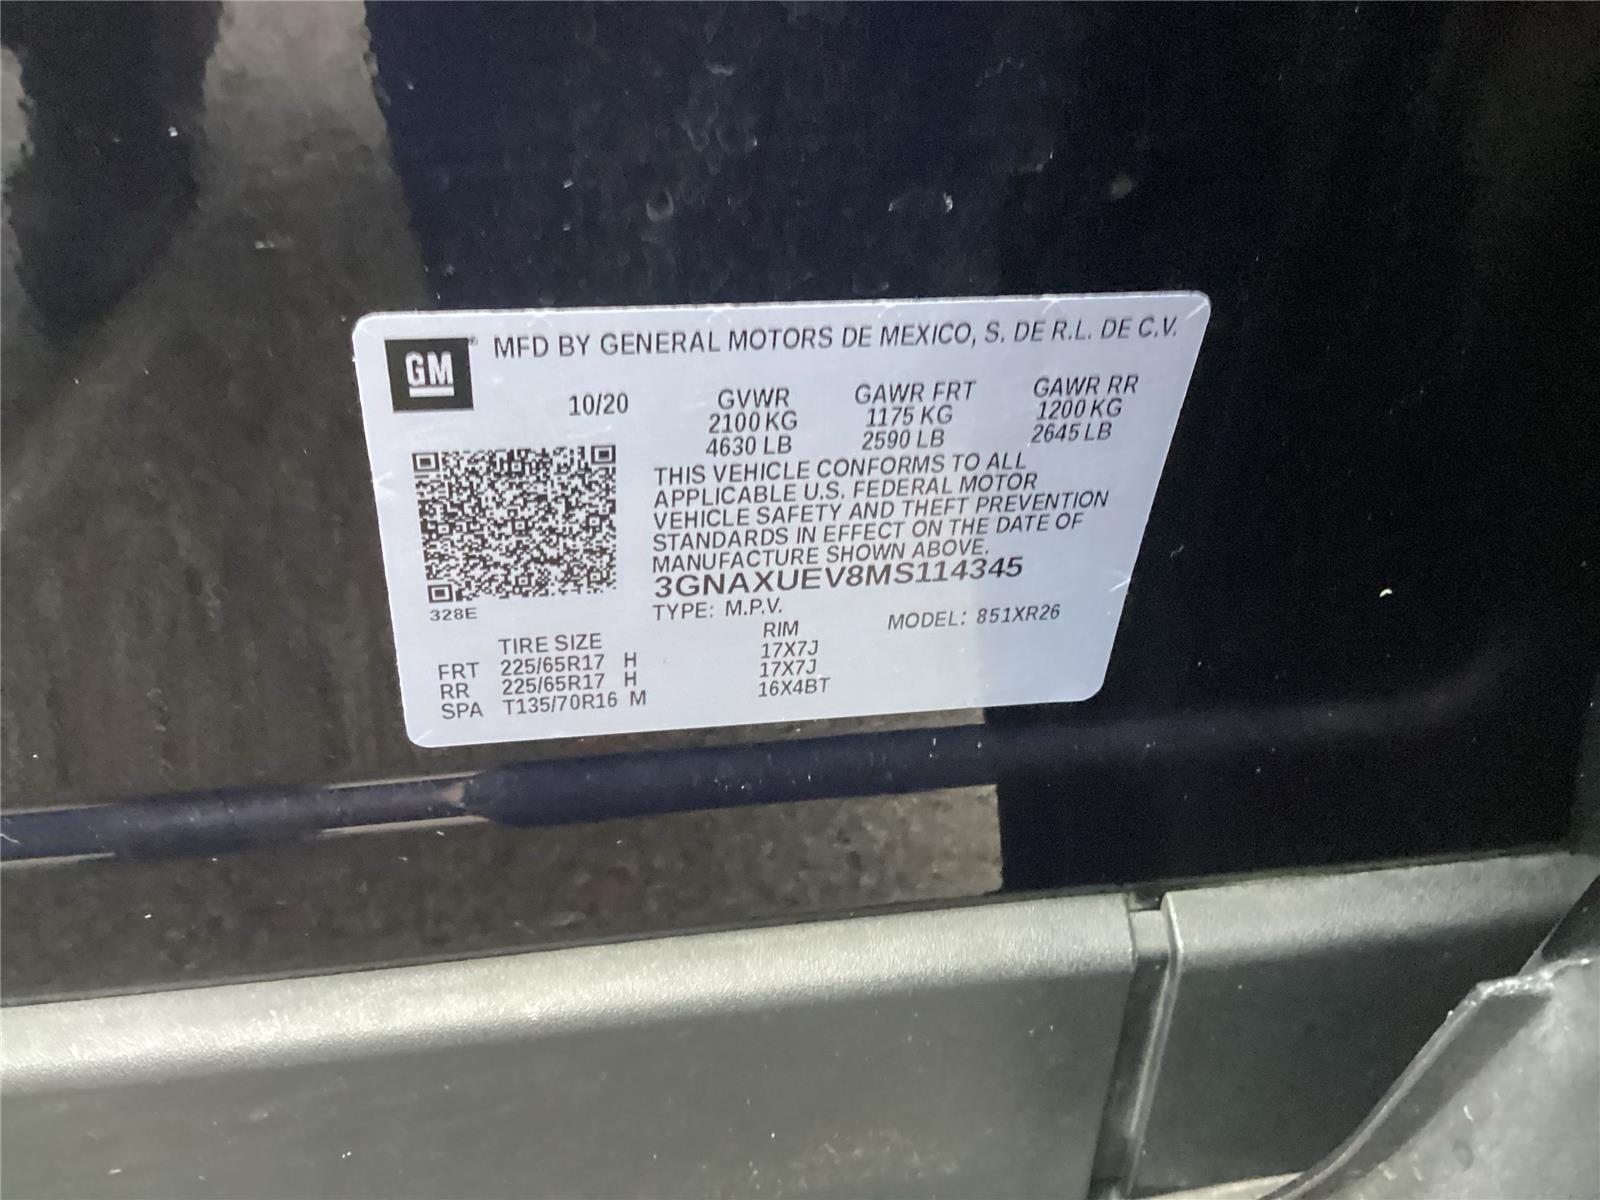 GM® MFD BY GENERAL MOTORS DE MEXICO, S. DE R.L. DE C.V.
10/20 GVWR GAWR FRT GAWR RR
2100 KG 1175 KG 1200 KG
4630 LB 2590 LB 2645 LB
THIS VEHICLE CONFORMS TO ALL
APPLICABLE U.S. FEDERAL MOTOR
VEHICLE SAFETY AND THEFT PREVENTION
STANDARDS IN EFFECT ON THE DATE OF
MANUFACTURE SHOWN ABOVE.
3GNAXUEV8MS114345
328E
TYPE: M.P.V. MODEL: 851XR26
TIRE SIZE RIM
FRT 225/65R17 H 17X7J
RR 225/65R17 H 17X7J
SPA T135/70R16 M 16X4BT